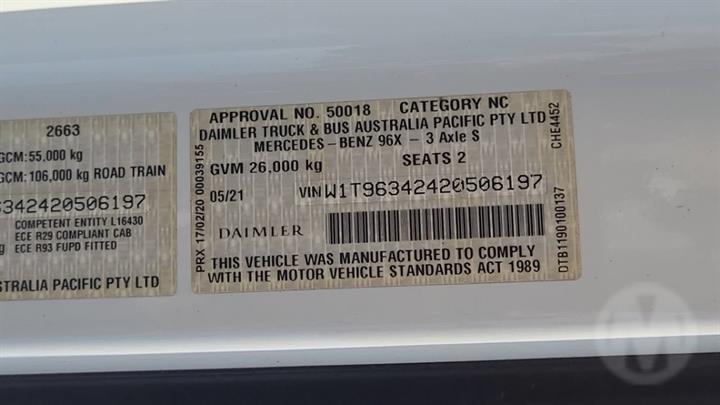 2663
GCM: 55,000 kg
GCM: 106,000 kg ROAD TRAIN
6342420506197
COMPETENT ENTITY L16430
ECE R29 COMPLIANT CAB
kg ECE R93 FUPD FITTED
STRALIA PACIFIC PTY LTD
APPROVAL NO. 50018 CATEGORY NC
DAIMLER TRUCK & BUS AUSTRALIA PACIFIC PTY LTD
MERCEDES-BENZ 96X - 3 Axle S
GVM 26,000 kg SEATS 2
05/21 VIN W1T96342420506197
DAIMLER
THIS VEHICLE WAS MANUFACTURED TO COMPLY
WITH THE MOTOR VEHICLE STANDARDS ACT 1989
PRX 17/02/20 00039155
DTB1190100137 CHE4452
M